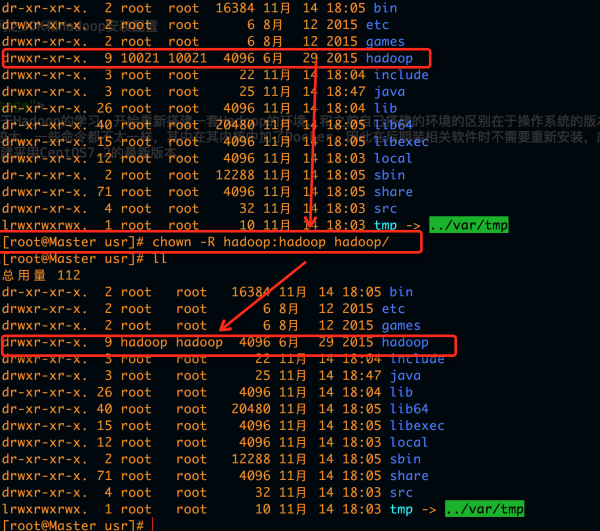 dr-xr-xr-x. 2 root root 16384 11月 14 18:05 bin
drwxr-xr-x. 2 root root 6 8月 12 2015 etc
drwxr-xr-x. 2 root root 6 8月 12 2015 games
drwxr-xr-x. 9 10021 10021 4096 6月 29 2015 hadoop
drwxr-xr-x. 3 root root 22 11月 14 18:04 include
drwxr-xr-x. 3 root root 25 11月 14 18:47 java
dr-xr-xr-x. 26 root root 4096 11月 14 18:04 lib
dr-xr-xr-x. 40 root root 20480 11月 14 18:05 lib64
drwxr-xr-x. 15 root root 4096 11月 14 18:05 libexec
drwxr-xr-x. 12 root root 4096 11月 14 18:03 local
dr-xr-xr-x. 2 root root 12288 11月 14 18:05 sbin
drwxr-xr-x. 71 root root 4096 11月 14 18:05 share
drwxr-xr-x. 4 root root 32 11月 14 18:03 src
lrwxrwxrwx. 1 root root 10 11月 14 18:03 tmp -> ../var/tmp
[root@Master usr]# chown -R hadoop:hadoop hadoop/
[root@Master usr]# ll
总用量 112
dr-xr-xr-x. 2 root root 16384 11月 14 18:05 bin
drwxr-xr-x. 2 root root 6 8月 12 2015 etc
drwxr-xr-x. 2 root root 6 8月 12 2015 games
drwxr-xr-x. 9 hadoop hadoop 4096 6月 29 2015 hadoop
drwxr-xr-x. 3 root root 22 11月 14 18:04 include
drwxr-xr-x. 3 root root 25 11月 14 18:47 java
dr-xr-xr-x. 26 root root 4096 11月 14 18:04 lib
dr-xr-xr-x. 40 root root 20480 11月 14 18:05 lib64
drwxr-xr-x. 15 root root 4096 11月 14 18:05 libexec
drwxr-xr-x. 12 root root 4096 11月 14 18:03 local
dr-xr-xr-x. 2 root root 12288 11月 14 18:05 sbin
drwxr-xr-x. 71 root root 4096 11月 14 18:05 share
drwxr-xr-x. 4 root root 32 11月 14 18:03 src
lrwxrwxrwx. 1 root root 10 11月 14 18:03 tmp -> ../var/tmp
[root@Master usr]#